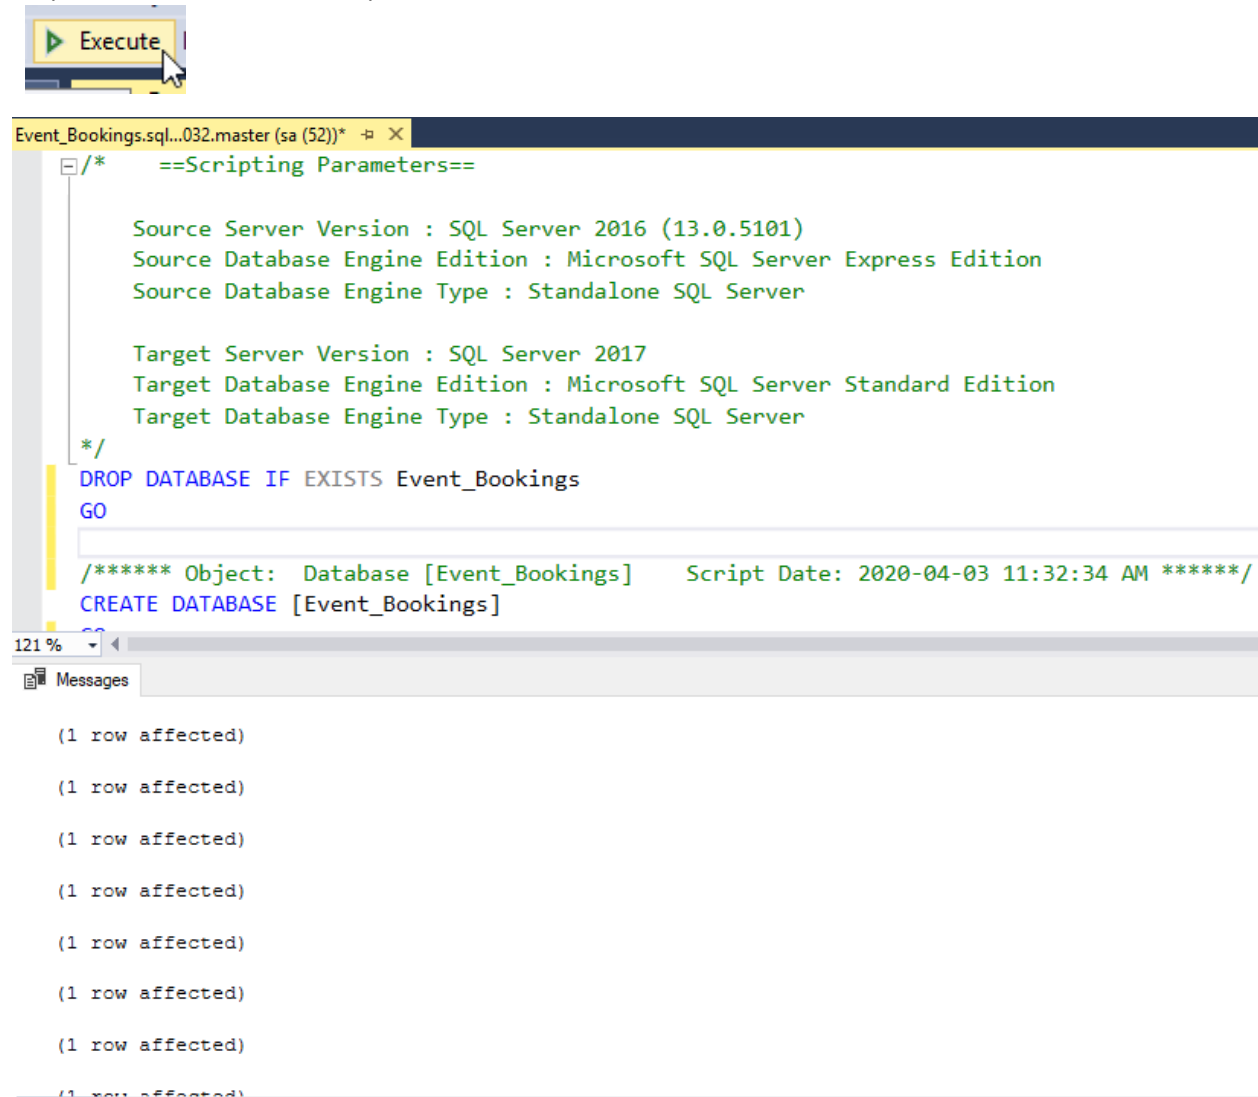 Execute
Event_Bookings.sql...032.master (sa (52))*
/*    ==Scripting Parameters==
Source Server Version : SQL Server 2016 (13.0.5101)
Source Database Engine Edition : Microsoft SQL Server Express Edition
Source Database Engine Type : Standalone SQL Server
Target Server Version : SQL Server 2017
Target Database Engine Edition : Microsoft SQL Server Standard Edition
Target Database Engine Type : Standalone SQL Server
*/
DROP DATABASE IF EXISTS Event_Bookings
GO
/****** Object:  Database [Event_Bookings]    Script Date: 2020-04-03 11:32:34 AM ******/
CREATE DATABASE [Event_Bookings]
121 %
Messages
(1 row affected)
(1 row affected)
(1 row affected)
(1 row affected)
(1 row affected)
(1 row affected)
(1 row affected)
(1 row affected)